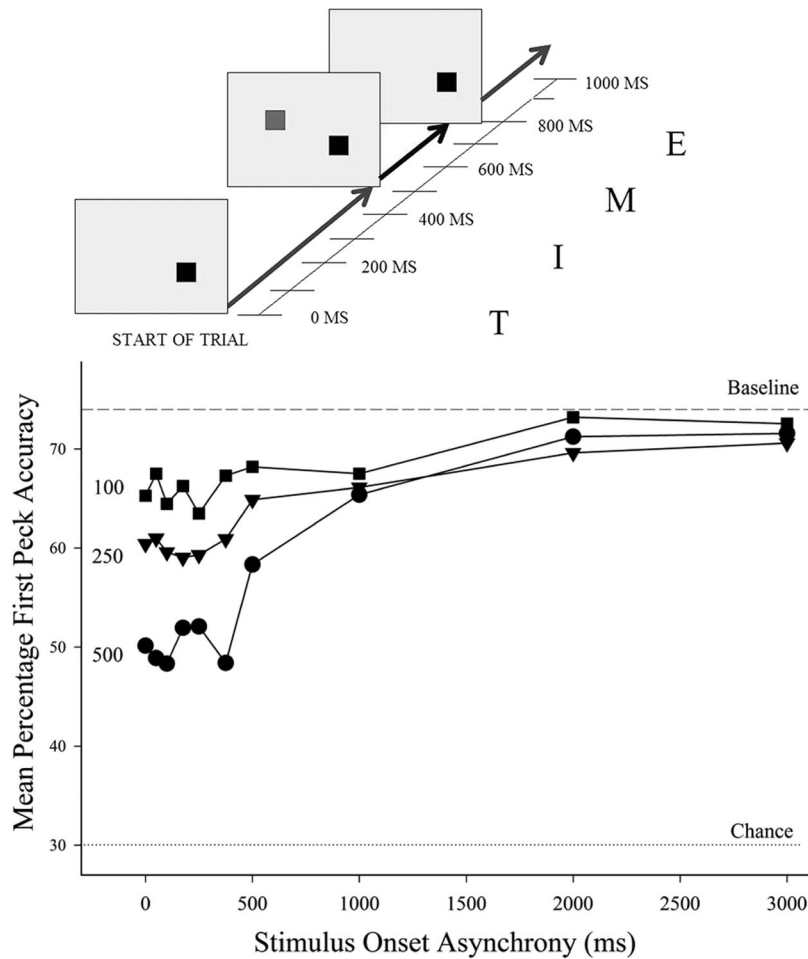 1000 MS
800 MS
600 MS
400 MS
200 MS
0 MS
T I M E
START OF TRIAL
Mean Percentage First Peck Accuracy
Baseline
70
100
60
250
500
50
40
Chance
30
0 500 1000 1500 2000 2500 3000
Stimulus Onset Asynchrony (ms)